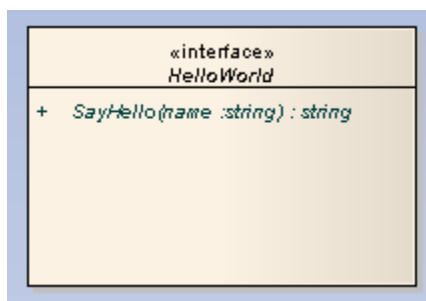 «interface»
HelloWorld
+ SayHello(name :string) : string